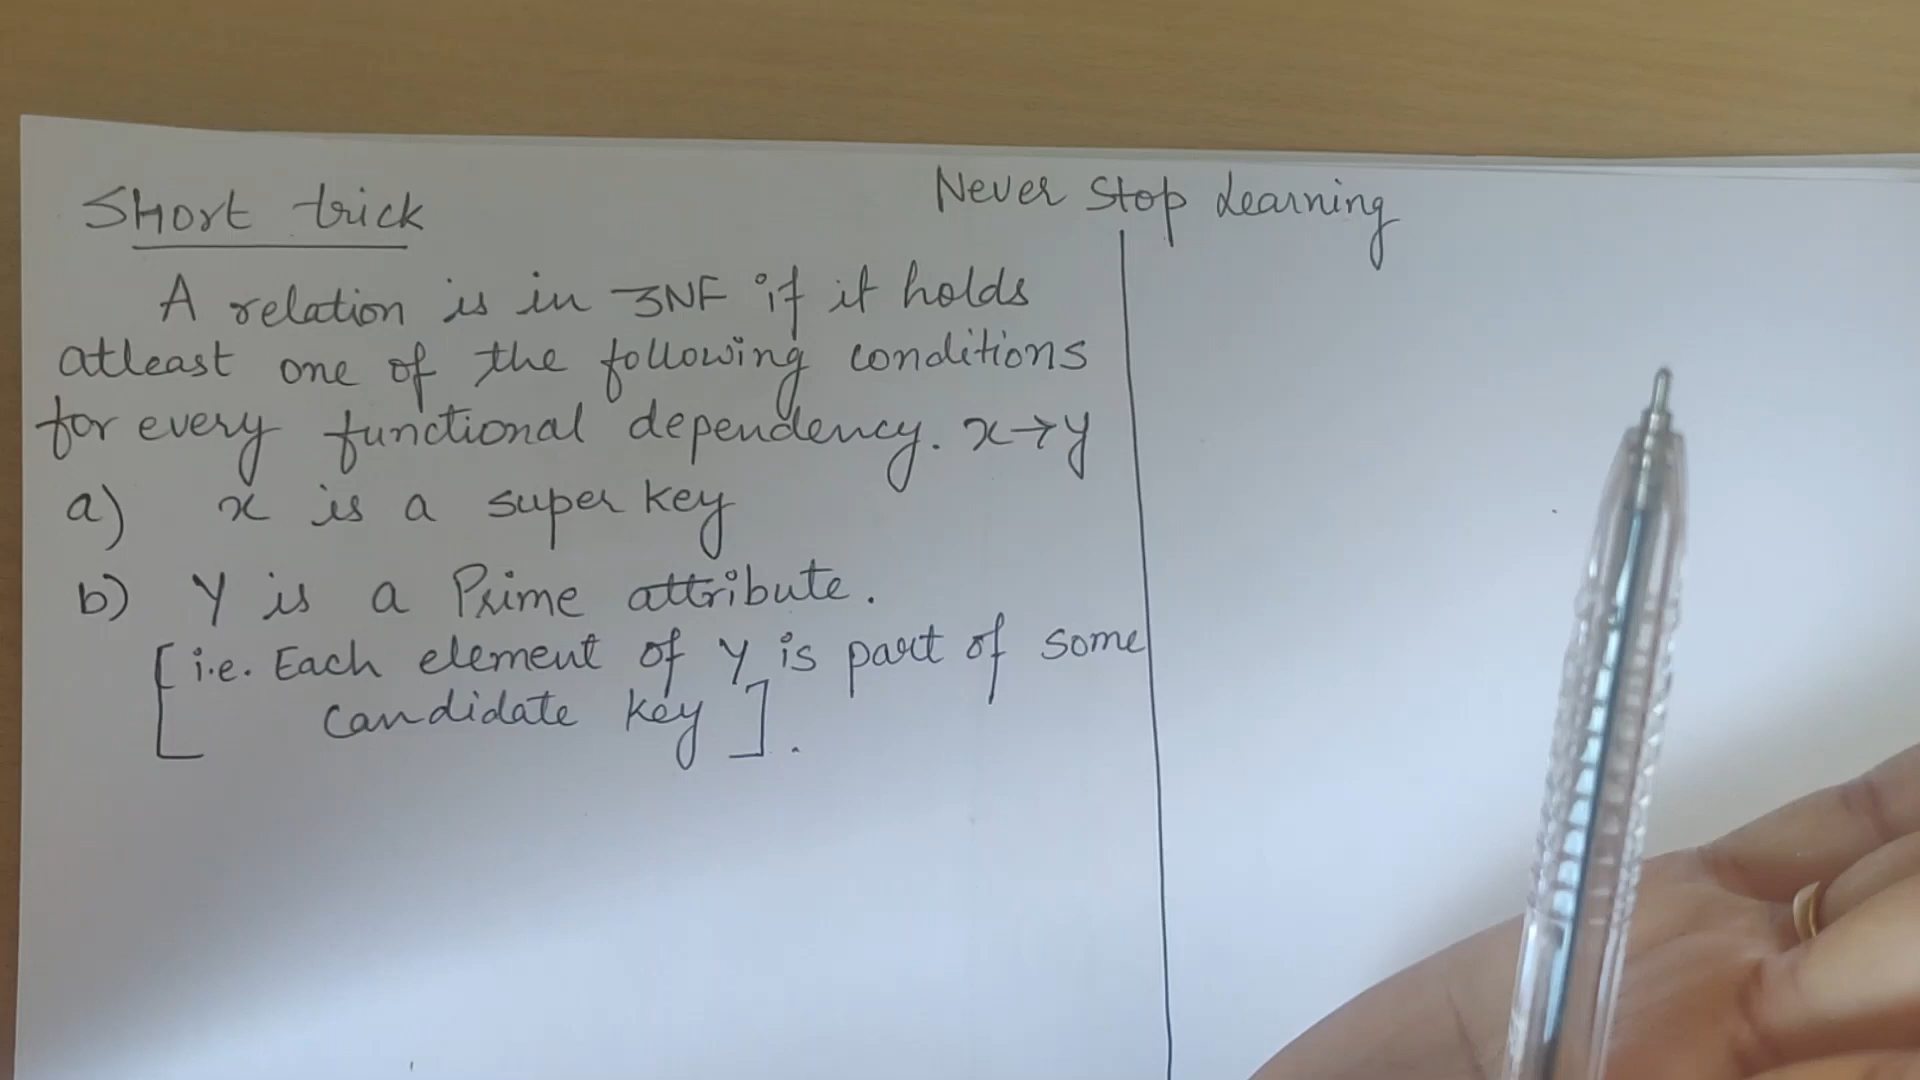 Never Stop Learning
Short trick
A relation is in 3NF if it holds
atleast one of the following conditions
for every functional dependency. x→y
a) x is a super key
b) Y is a Prime attribute.
[i.e. Each element of Y is part of some
candidate key].